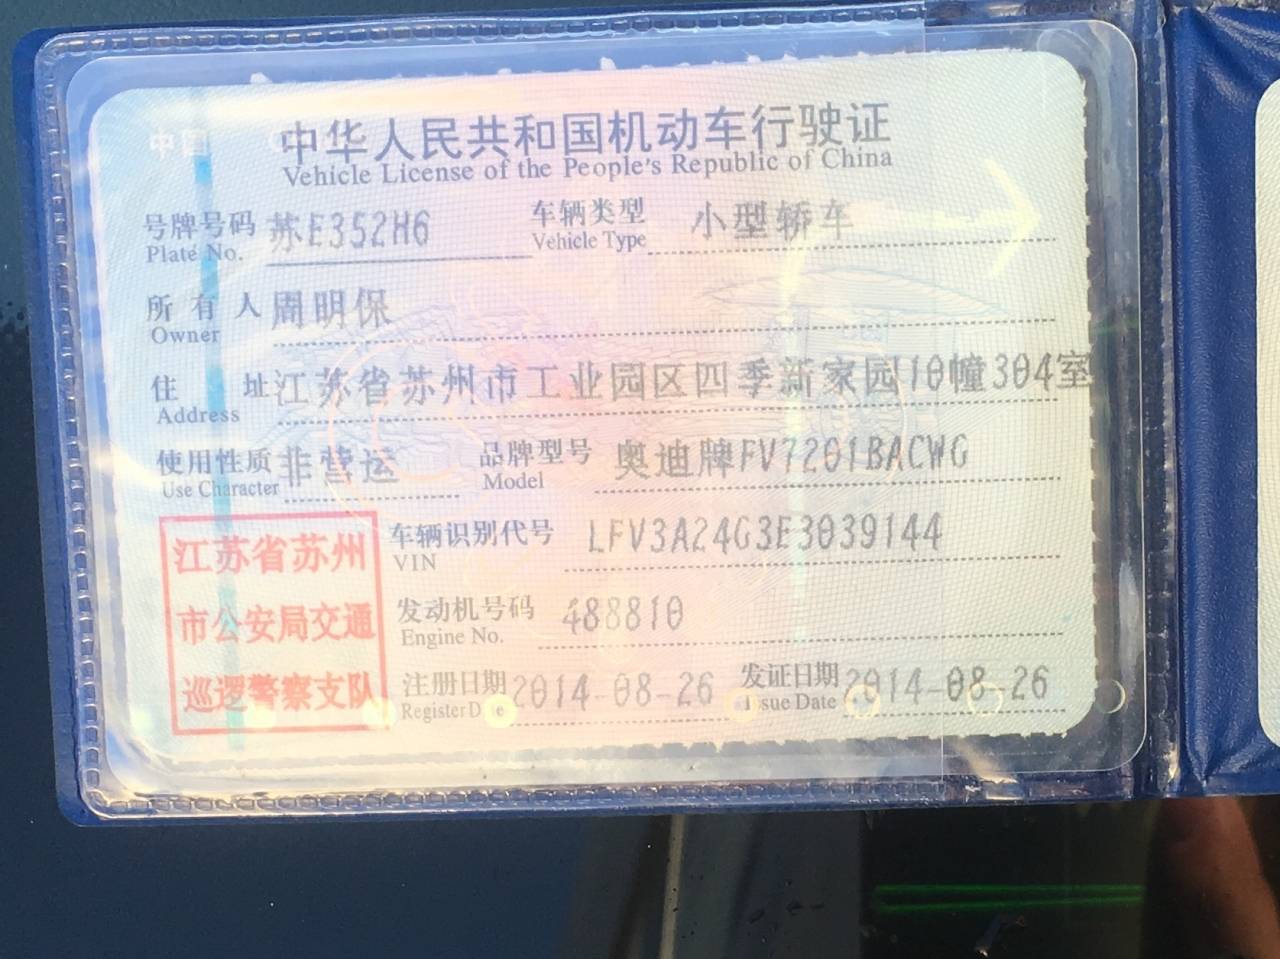 中国
中华人民共和国机动车行驶证
Vehicle License of the People's Republic of China
号牌号码 苏E352H6 车辆类型 小型轿车
Plate No. Vehicle Type
所有人 周明保
Owner
住址 江苏省苏州市工业园区四季新家园10幢304室
Address
使用性质 非营运 品牌型号 奥迪牌FV7201BACWG
Use Character Model
江苏省苏州
市公安局交通
巡逻警察支队
车辆识别代号 LFV3A24G3E3039144
VIN
发动机号码 488810
Engine No.
注册日期 2014-08-26 发证日期 2014-08-26
Register D e Issue Date